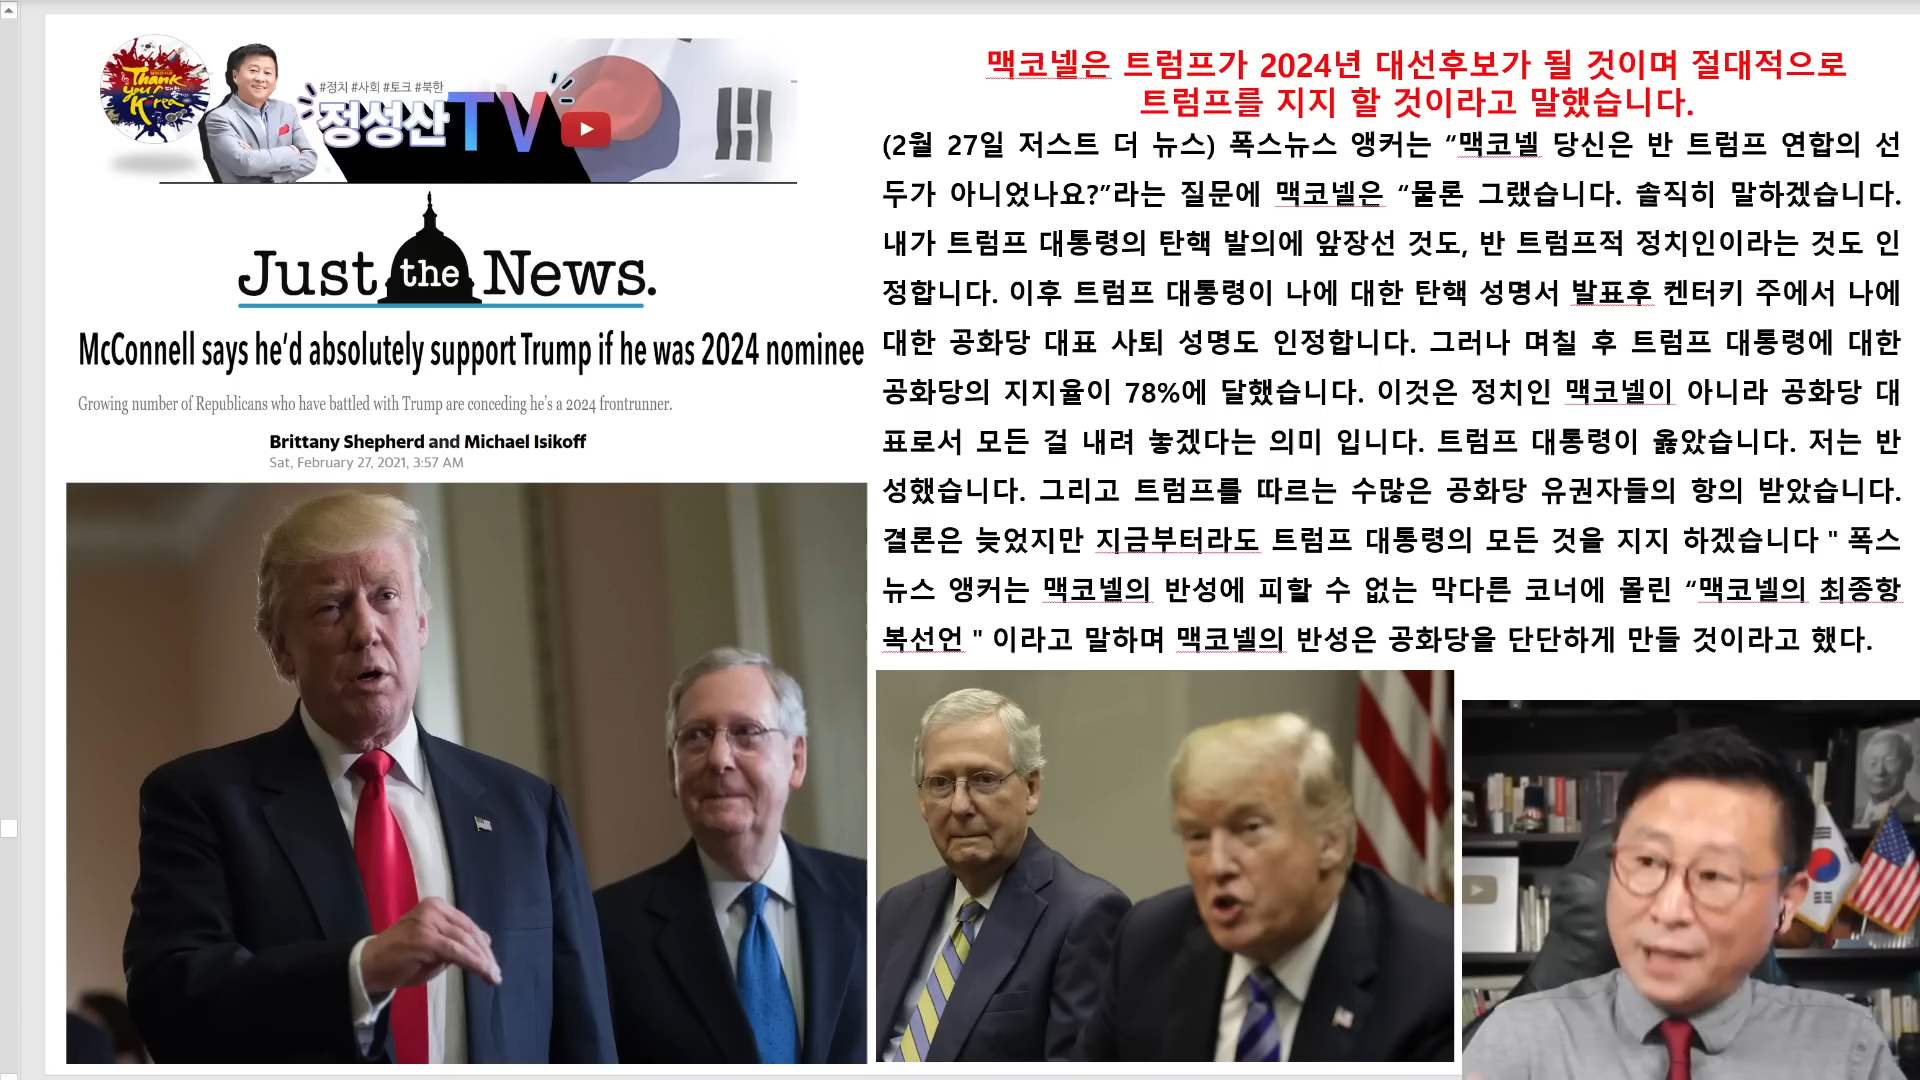 Thank
you
Korea
#정치 #사회 #토크 #북한
정성산TV
Just the News.
McConnell says he'd absolutely support Trump if he was 2024 nominee
Growing number of Republicans who have battled with Trump are conceding he's a 2024 frontrunner.
Brittany Shepherd and Michael Isikoff
Sat, February 27, 2021, 3:57 AM
맥코넬은 트럼프가 2024년 대선후보가 될 것이며 절대적으로
트럼프를 지지 할 것이라고 말했습니다.
(2월 27일 저스트 더 뉴스) 폭스뉴스 앵커는 “맥코넬 당신은 반 트럼프 연합의 선
두가 아니었나요?”라는 질문에 맥코넬은 “물론 그랬습니다. 솔직히 말하겠습니다.
내가 트럼프 대통령의 탄핵 발의에 앞장선 것도, 반 트럼프적 정치인이라는 것도 인
정합니다. 이후 트럼프 대통령이 나에 대한 탄핵 성명서 발표후 켄터키 주에서 나에
대한 공화당 대표 사퇴 성명도 인정합니다. 그러나 며칠 후 트럼프 대통령에 대한
공화당의 지지율이 78%에 달했습니다. 이것은 정치인 맥코넬이 아니라 공화당 대
표로서 모든 걸 내려 놓겠다는 의미 입니다. 트럼프 대통령이 옳았습니다. 저는 반
성했습니다. 그리고 트럼프를 따르는 수많은 공화당 유권자들의 항의 받았습니다.
결론은 늦었지만 지금부터라도 트럼프 대통령의 모든 것을 지지 하겠습니다 " 폭스
뉴스 앵커는 맥코넬의 반성에 피할 수 없는 막다른 코너에 몰린 “맥코넬의 최종항
복선언 " 이라고 말하며 맥코넬의 반성은 공화당을 단단하게 만들 것이라고 했다.